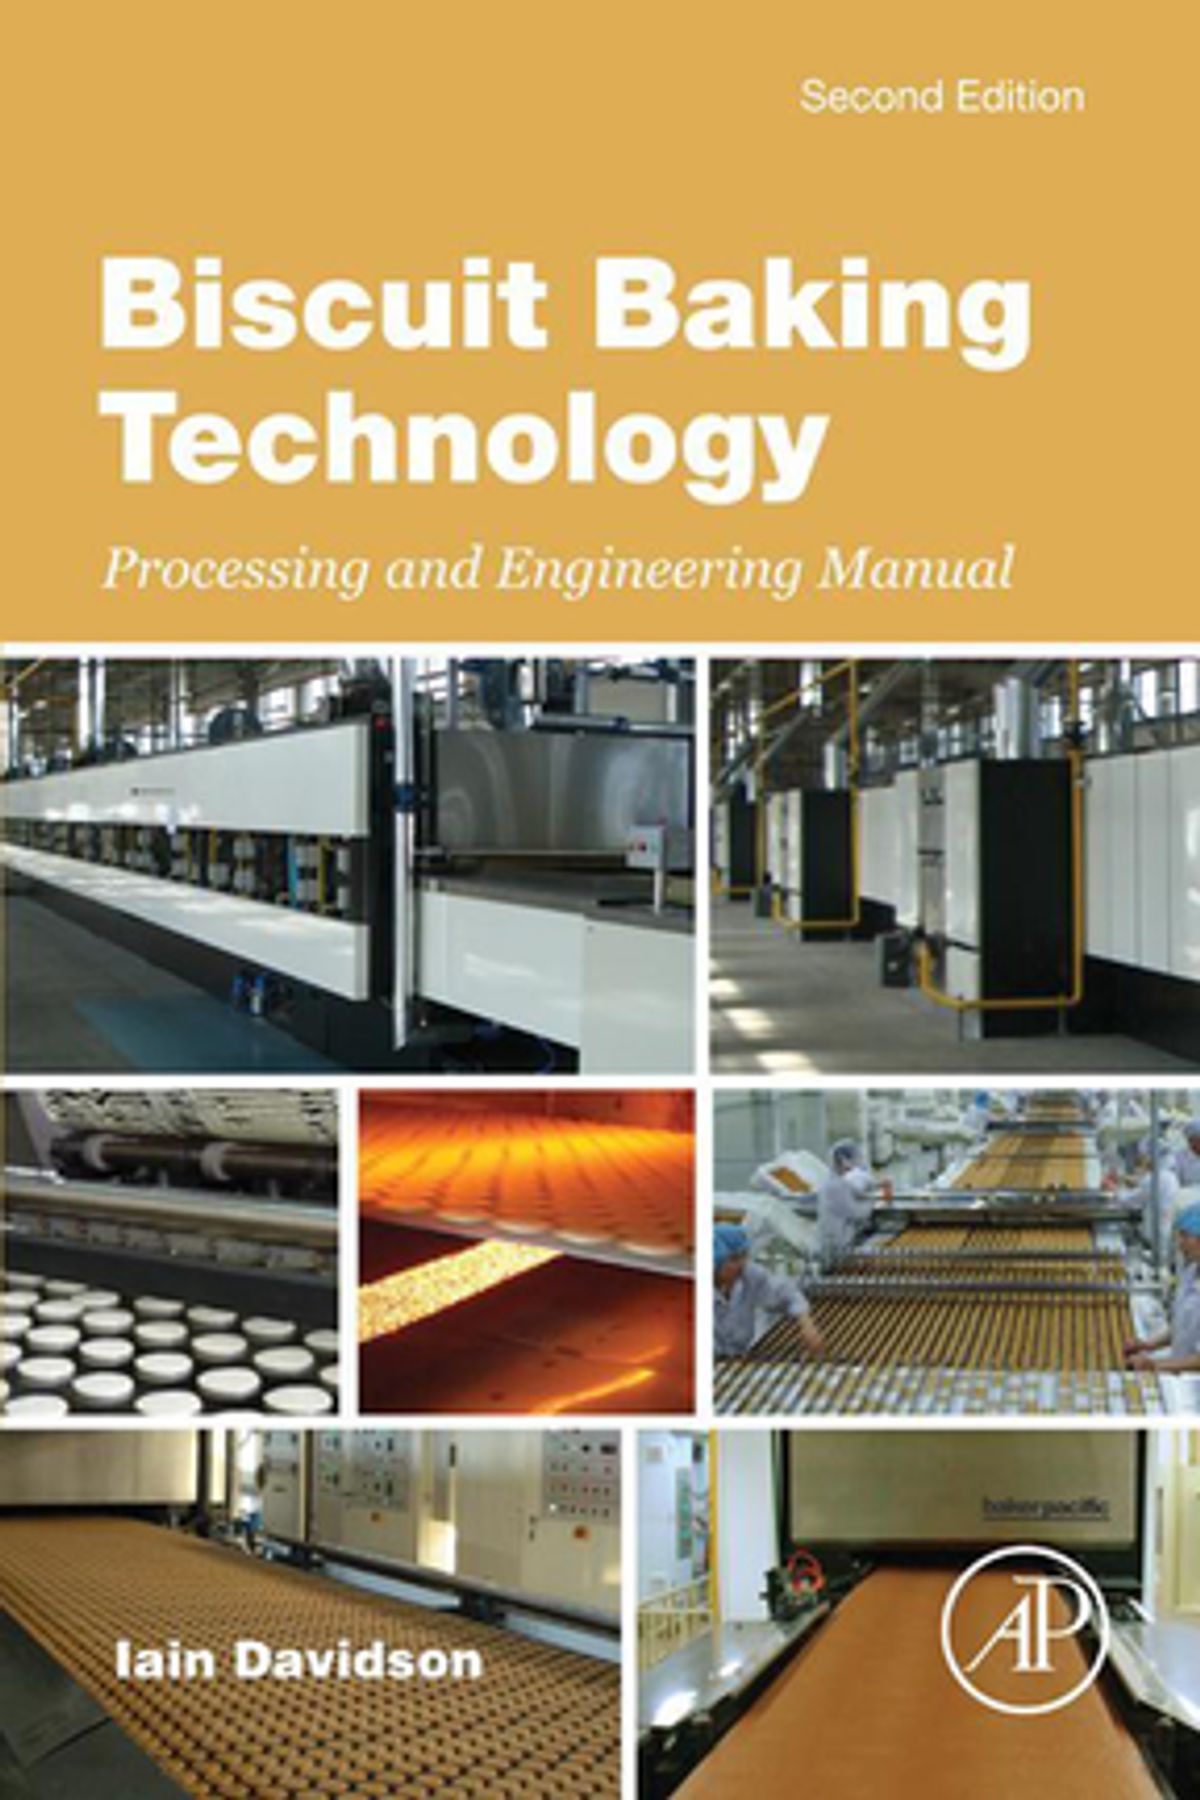 Second Edition
Biscuit Baking
Technology
Processing and Engineering Manual
bakerpacific
Iain Davidson
AP